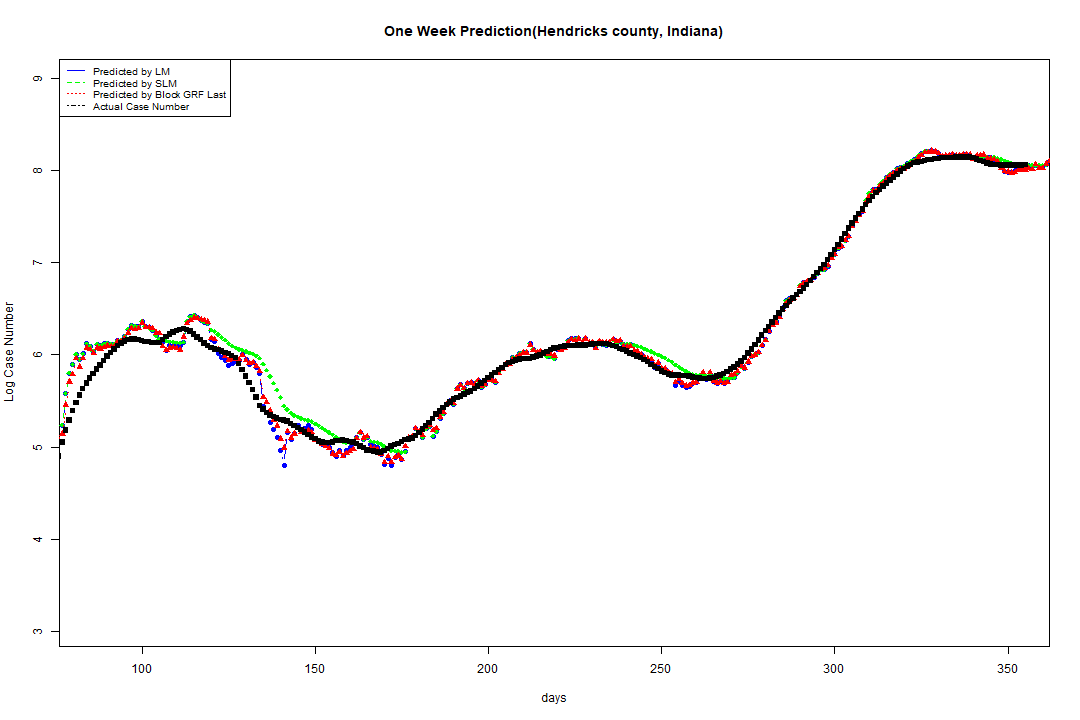 One Week Prediction(Hendricks county, Indiana)
Predicted by LM
Predicted by SLM
Predicted by Block GRF Last
Actual Case Number
Log Case Number
9
8
7
6
5
4
3
100 150 200 250 300 350
days